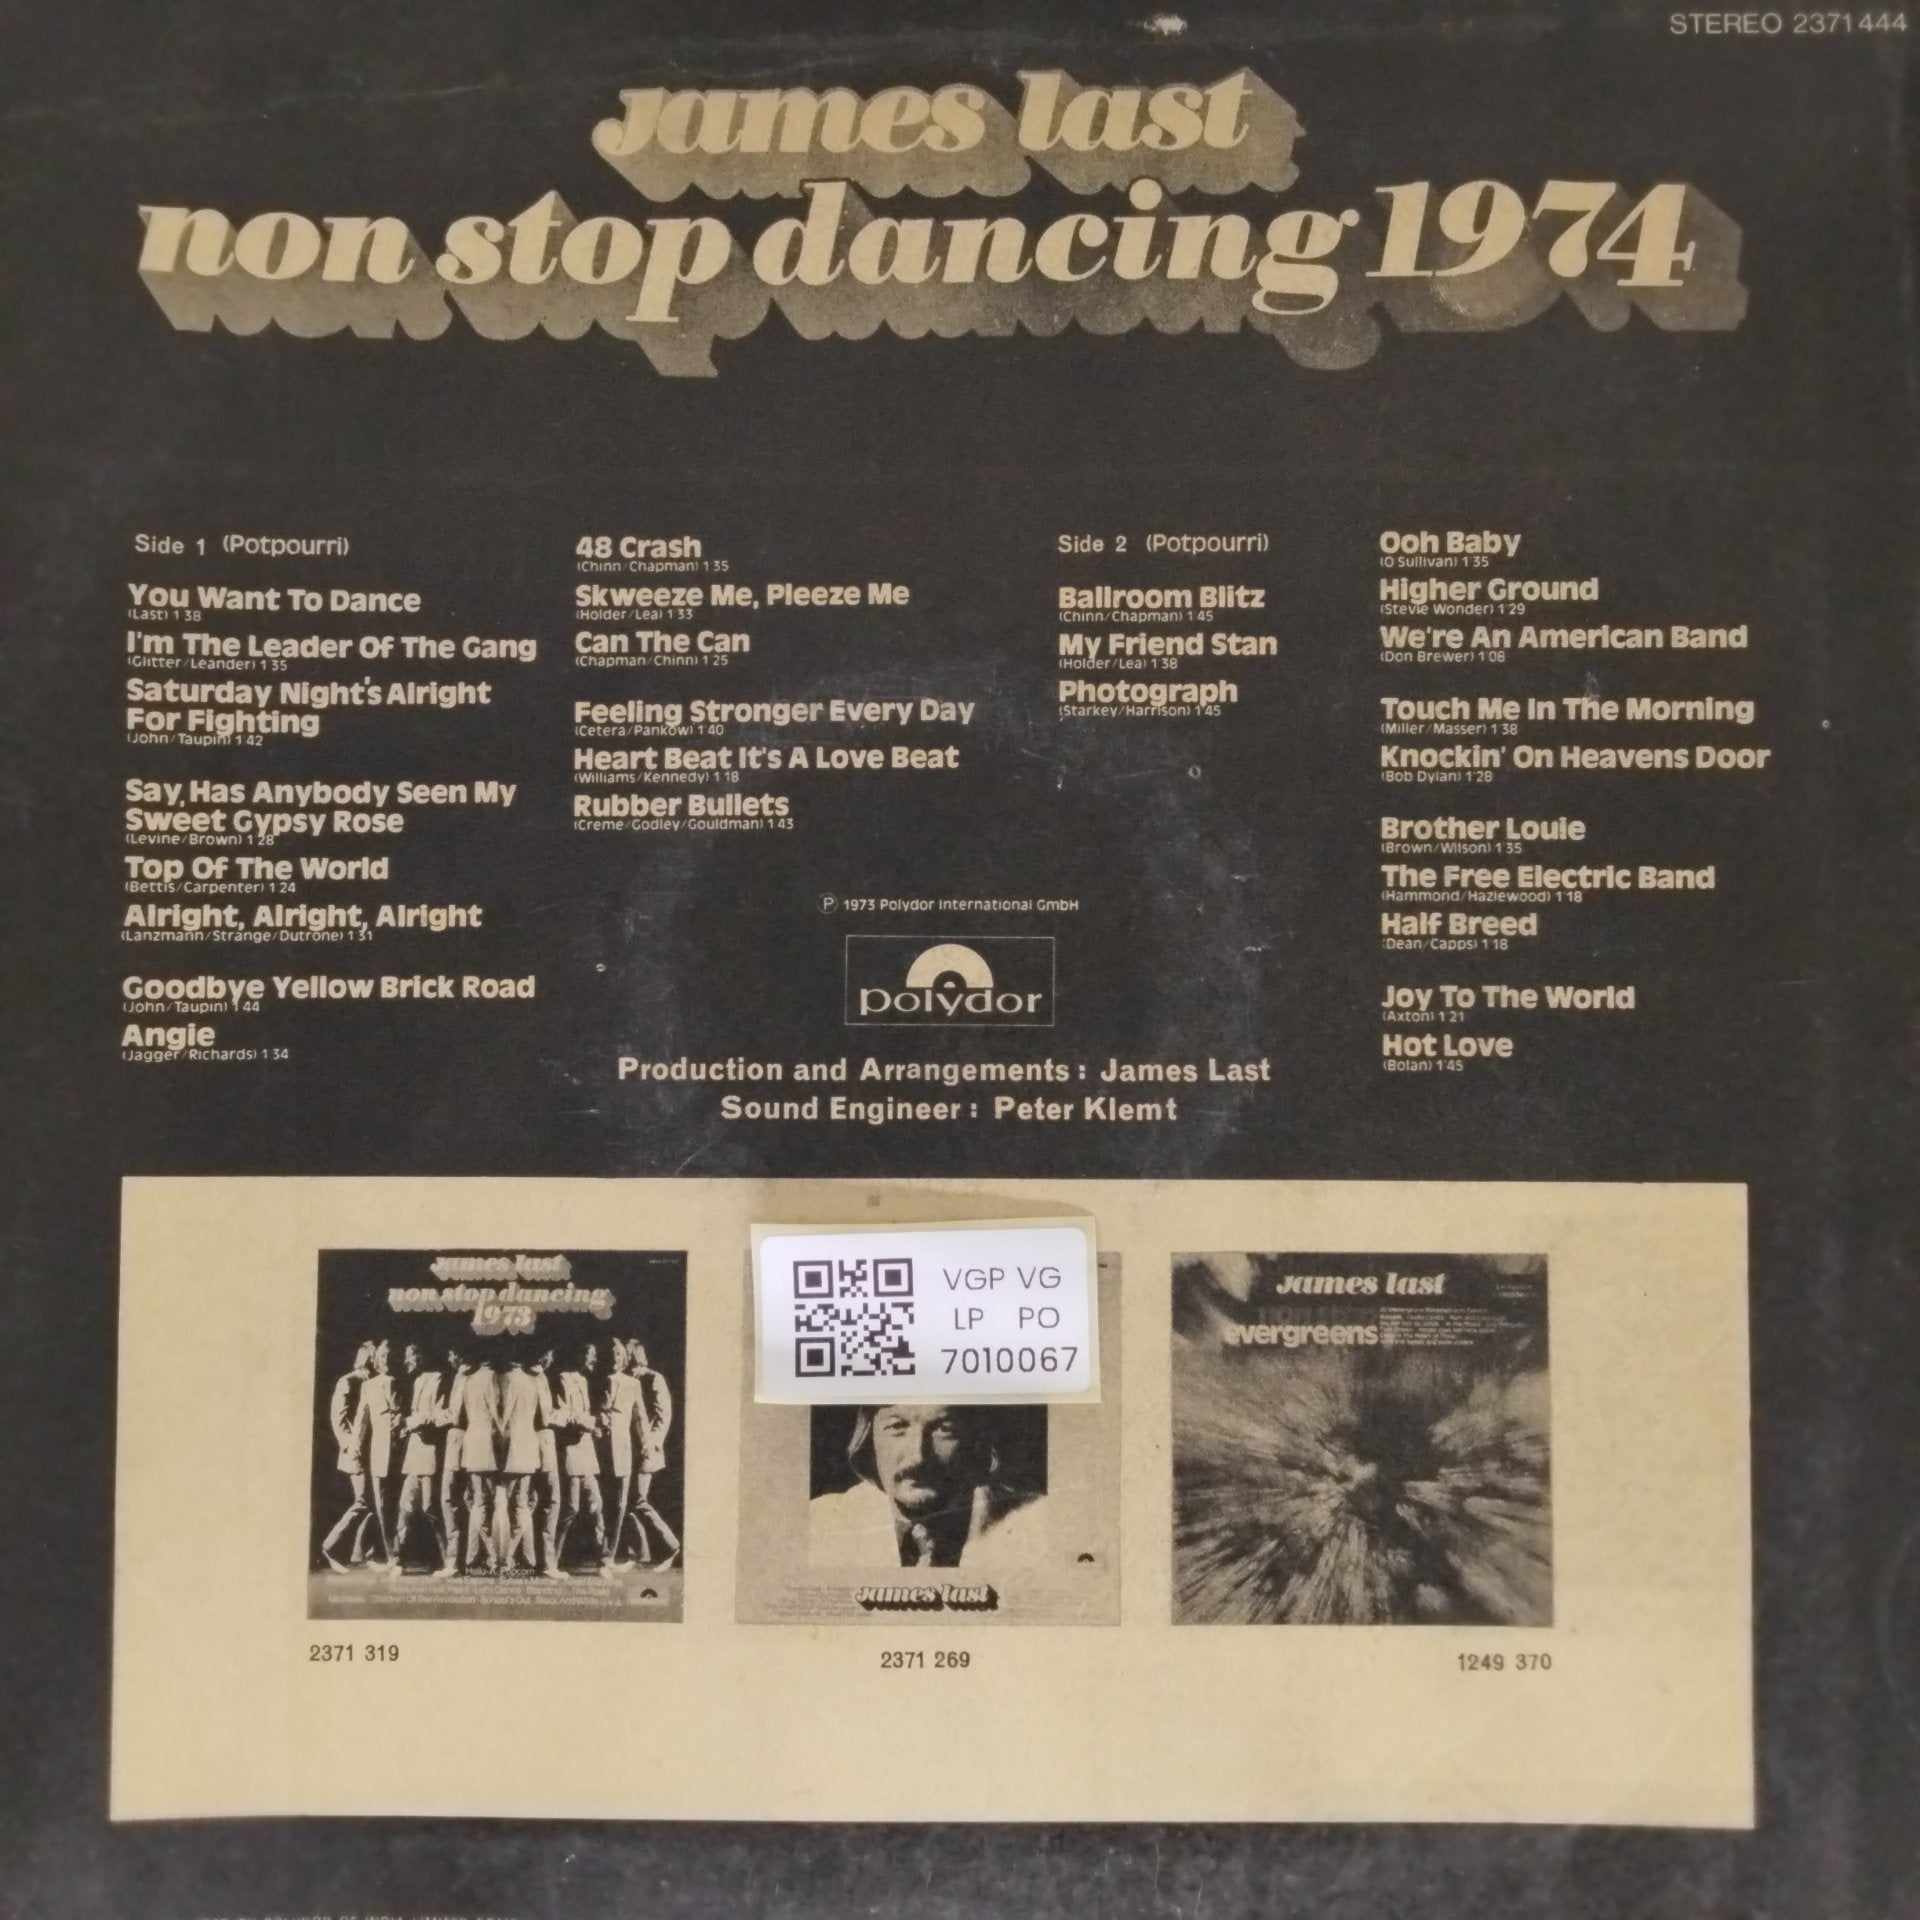 STEREO 2371444
james last
non stop dancing 1974
Side 1 (Potpourri)
You Want To Dance
(Last) 1'38
I'm The Leader Of The Gang
(Glitter/Leander) 1'35
Saturday Night's Alright
For Fighting
(John/Taupin) 1'42
Say, Has Anybody Seen My
Sweet Gypsy Rose
(Levine/Brown) 1'28
Top Of The World
(Bettis/Carpenter) 1'24
Alright, Alright, Alright
(Lanzmann/Strange/Dutrone) 1'31
Goodbye Yellow Brick Road
(John/Taupin) 1'44
Angie
(Jagger/Richards) 1'34
48 Crash
(Chinn/Chapman) 1'35
Skweeze Me, Pleeze Me
(Holder/Lea) 1'33
Can The Can
(Chapman/Chinn) 1'25
Feeling Stronger Every Day
(Cetera/Pankow) 1'40
Heart Beat It's A Love Beat
(Williams/Kennedy) 1'18
Rubber Bullets
(Creme/Godley/Gouldman) 1'43
Side 2 (Potpourri)
Ballroom Blitz
(Chinn/Chapman) 1'45
My Friend Stan
(Holder/Lea) 1'38
Photograph
(Starkey/Harrison) 1'45
Ooh Baby
(O'Sullivan) 1'35
Higher Ground
(Stevie Wonder) 1'29
We're An American Band
(Don Brewer) 1'08
Touch Me In The Morning
(Miller/Masser) 1'38
Knockin' On Heavens Door
(Bob Dylan) 1'28
Brother Louie
(Brown/Wilson) 1'35
The Free Electric Band
(Hammond/Hazlewood) 1'18
Half Breed
(Dean/Capps) 1'18
Joy To The World
(Axton) 1'21
Hot Love
(Bolan) 1'45
Ⓟ 1973 Polydor International GmbH
polydor
Production and Arrangements : James Last
Sound Engineer : Peter Klemt
james last
non stop dancing
1973
VGP VG
LP PO
7010067
james last
james last
evergreens
2371 319
2371 269
1249 370